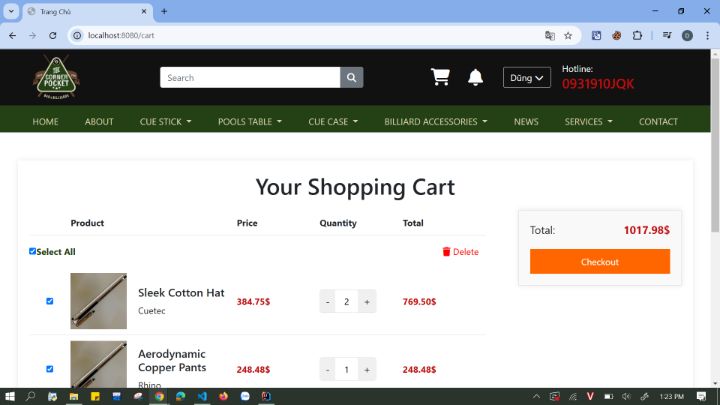 Trang Chủ
localhost:8080/cart
THE
CORNER
POCKET
Search
Dũng
Hotline:
0931910JQK
HOME ABOUT CUE STICK POOLS TABLE CUE CASE BILLIARD ACCESSORIES NEWS SERVICES CONTACT
Your Shopping Cart
Product Price Quantity Total
Select All
Delete
Sleek Cotton Hat
Cuetec
384.75$
- 2 +
769.50$
Aerodynamic
Copper Pants
Rhino
248.48$
- 1 +
248.48$
Total: 1017.98$
Checkout
1:23 PM